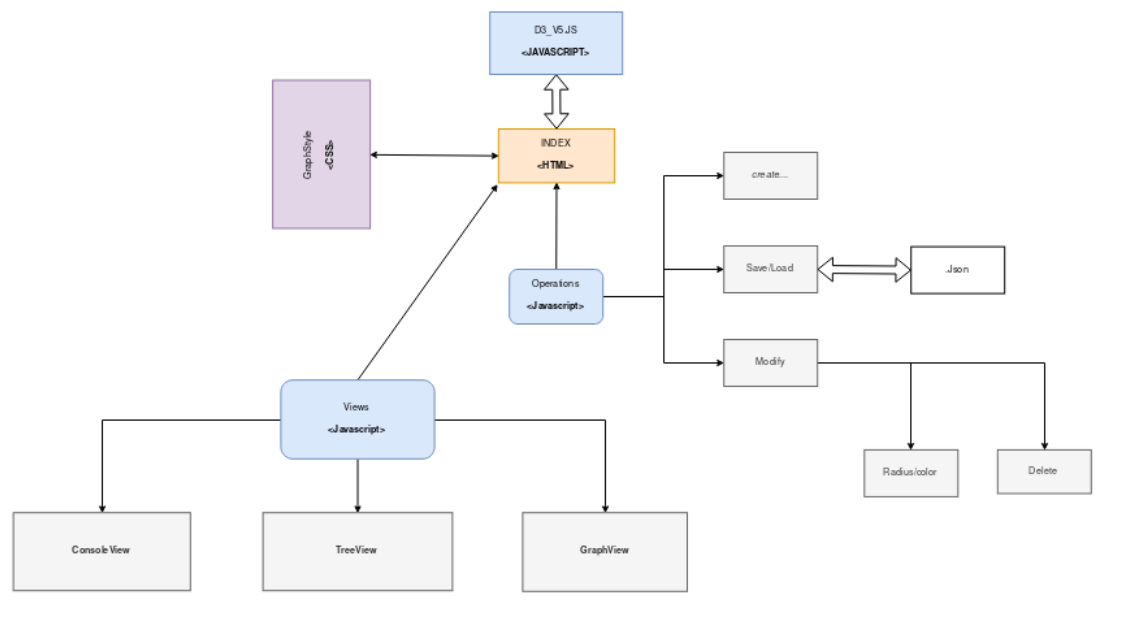 D3_V5.JS
<JAVASCRIPT>
GraphStyle
<CSS>
INDEX
<HTML>
create...
Save/Load
.Json
Operations
<Javascript>
Modify
Views
<Javascript>
Radius/color
Delete
ConsoleView
TreeView
GraphView